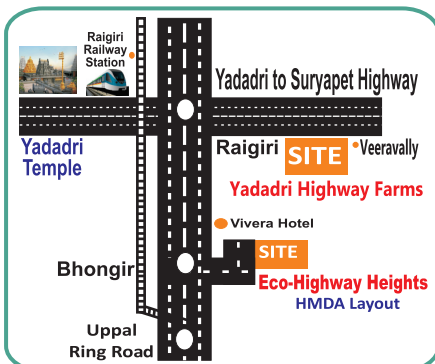 Raigiri
Railway
Station
Yadadri to Suryapet Highway
Yadadri
Temple
Raigiri
SITE
Veeravally
Yadadri Highway Farms
Vivera Hotel
SITE
Bhongir
Eco-Highway Heights
HMDA Layout
Uppal
Ring Road